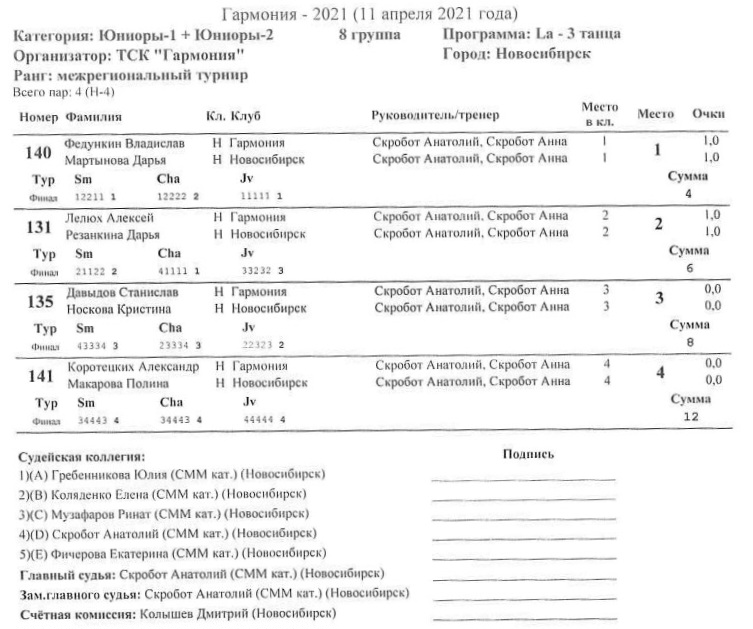 Гармония - 2021 (11 апреля 2021 года)
Категория: Юниоры-1 + Юниоры-2 8 группа Программа: La - 3 танца
Организатор: ТСК "Гармония" Город: Новосибирск
Ранг: межрегиональный турнир
Всего пар: 4 (Н-4)
Номер Фамилия Кл. Клуб Руководитель/тренер Место в кл. Место Очки
140 Федункин Владислав Н Гармония Скробот Анатолий, Скробот Анна 1 1 1,0
Мартынова Дарья Н Новосибирск Скробот Анатолий, Скробот Анна 1 1,0
Тур Sm Cha Jv Сумма
Финал 12211 1 12222 2 11111 1 4
131 Лелюх Алексей Н Гармония Скробот Анатолий, Скробот Анна 2 2 1,0
Резанкина Дарья Н Новосибирск Скробот Анатолий, Скробот Анна 2 1,0
Тур Sm Cha Jv Сумма
Финал 21122 2 41111 1 33232 3 6
135 Давыдов Станислав Н Гармония Скробот Анатолий, Скробот Анна 3 3 0,0
Носкова Кристина Н Новосибирск Скробот Анатолий, Скробот Анна 3 0,0
Тур Sm Cha Jv Сумма
Финал 43334 3 23334 3 22323 2 8
141 Коротецких Александр Н Гармония Скробот Анатолий, Скробот Анна 4 4 0,0
Макарова Полина Н Новосибирск Скробот Анатолий, Скробот Анна 4 0,0
Тур Sm Cha Jv Сумма
Финал 34443 4 34443 4 44444 4 12
Судейская коллегия: Подпись
1)(A) Гребенникова Юлия (СММ кат.) (Новосибирск)
2)(B) Коляденко Елена (СММ кат.) (Новосибирск)
3)(C) Музафаров Ринат (СММ кат.) (Новосибирск)
4)(D) Скробот Анатолий (СММ кат.) (Новосибирск)
5)(E) Фичерова Екатерина (СММ кат.) (Новосибирск)
Главный судья: Скробот Анатолий (СММ кат.) (Новосибирск)
Зам.главного судья: Скробот Анатолий (СММ кат.) (Новосибирск)
Счётная комиссия: Колышев Дмитрий (Новосибирск)